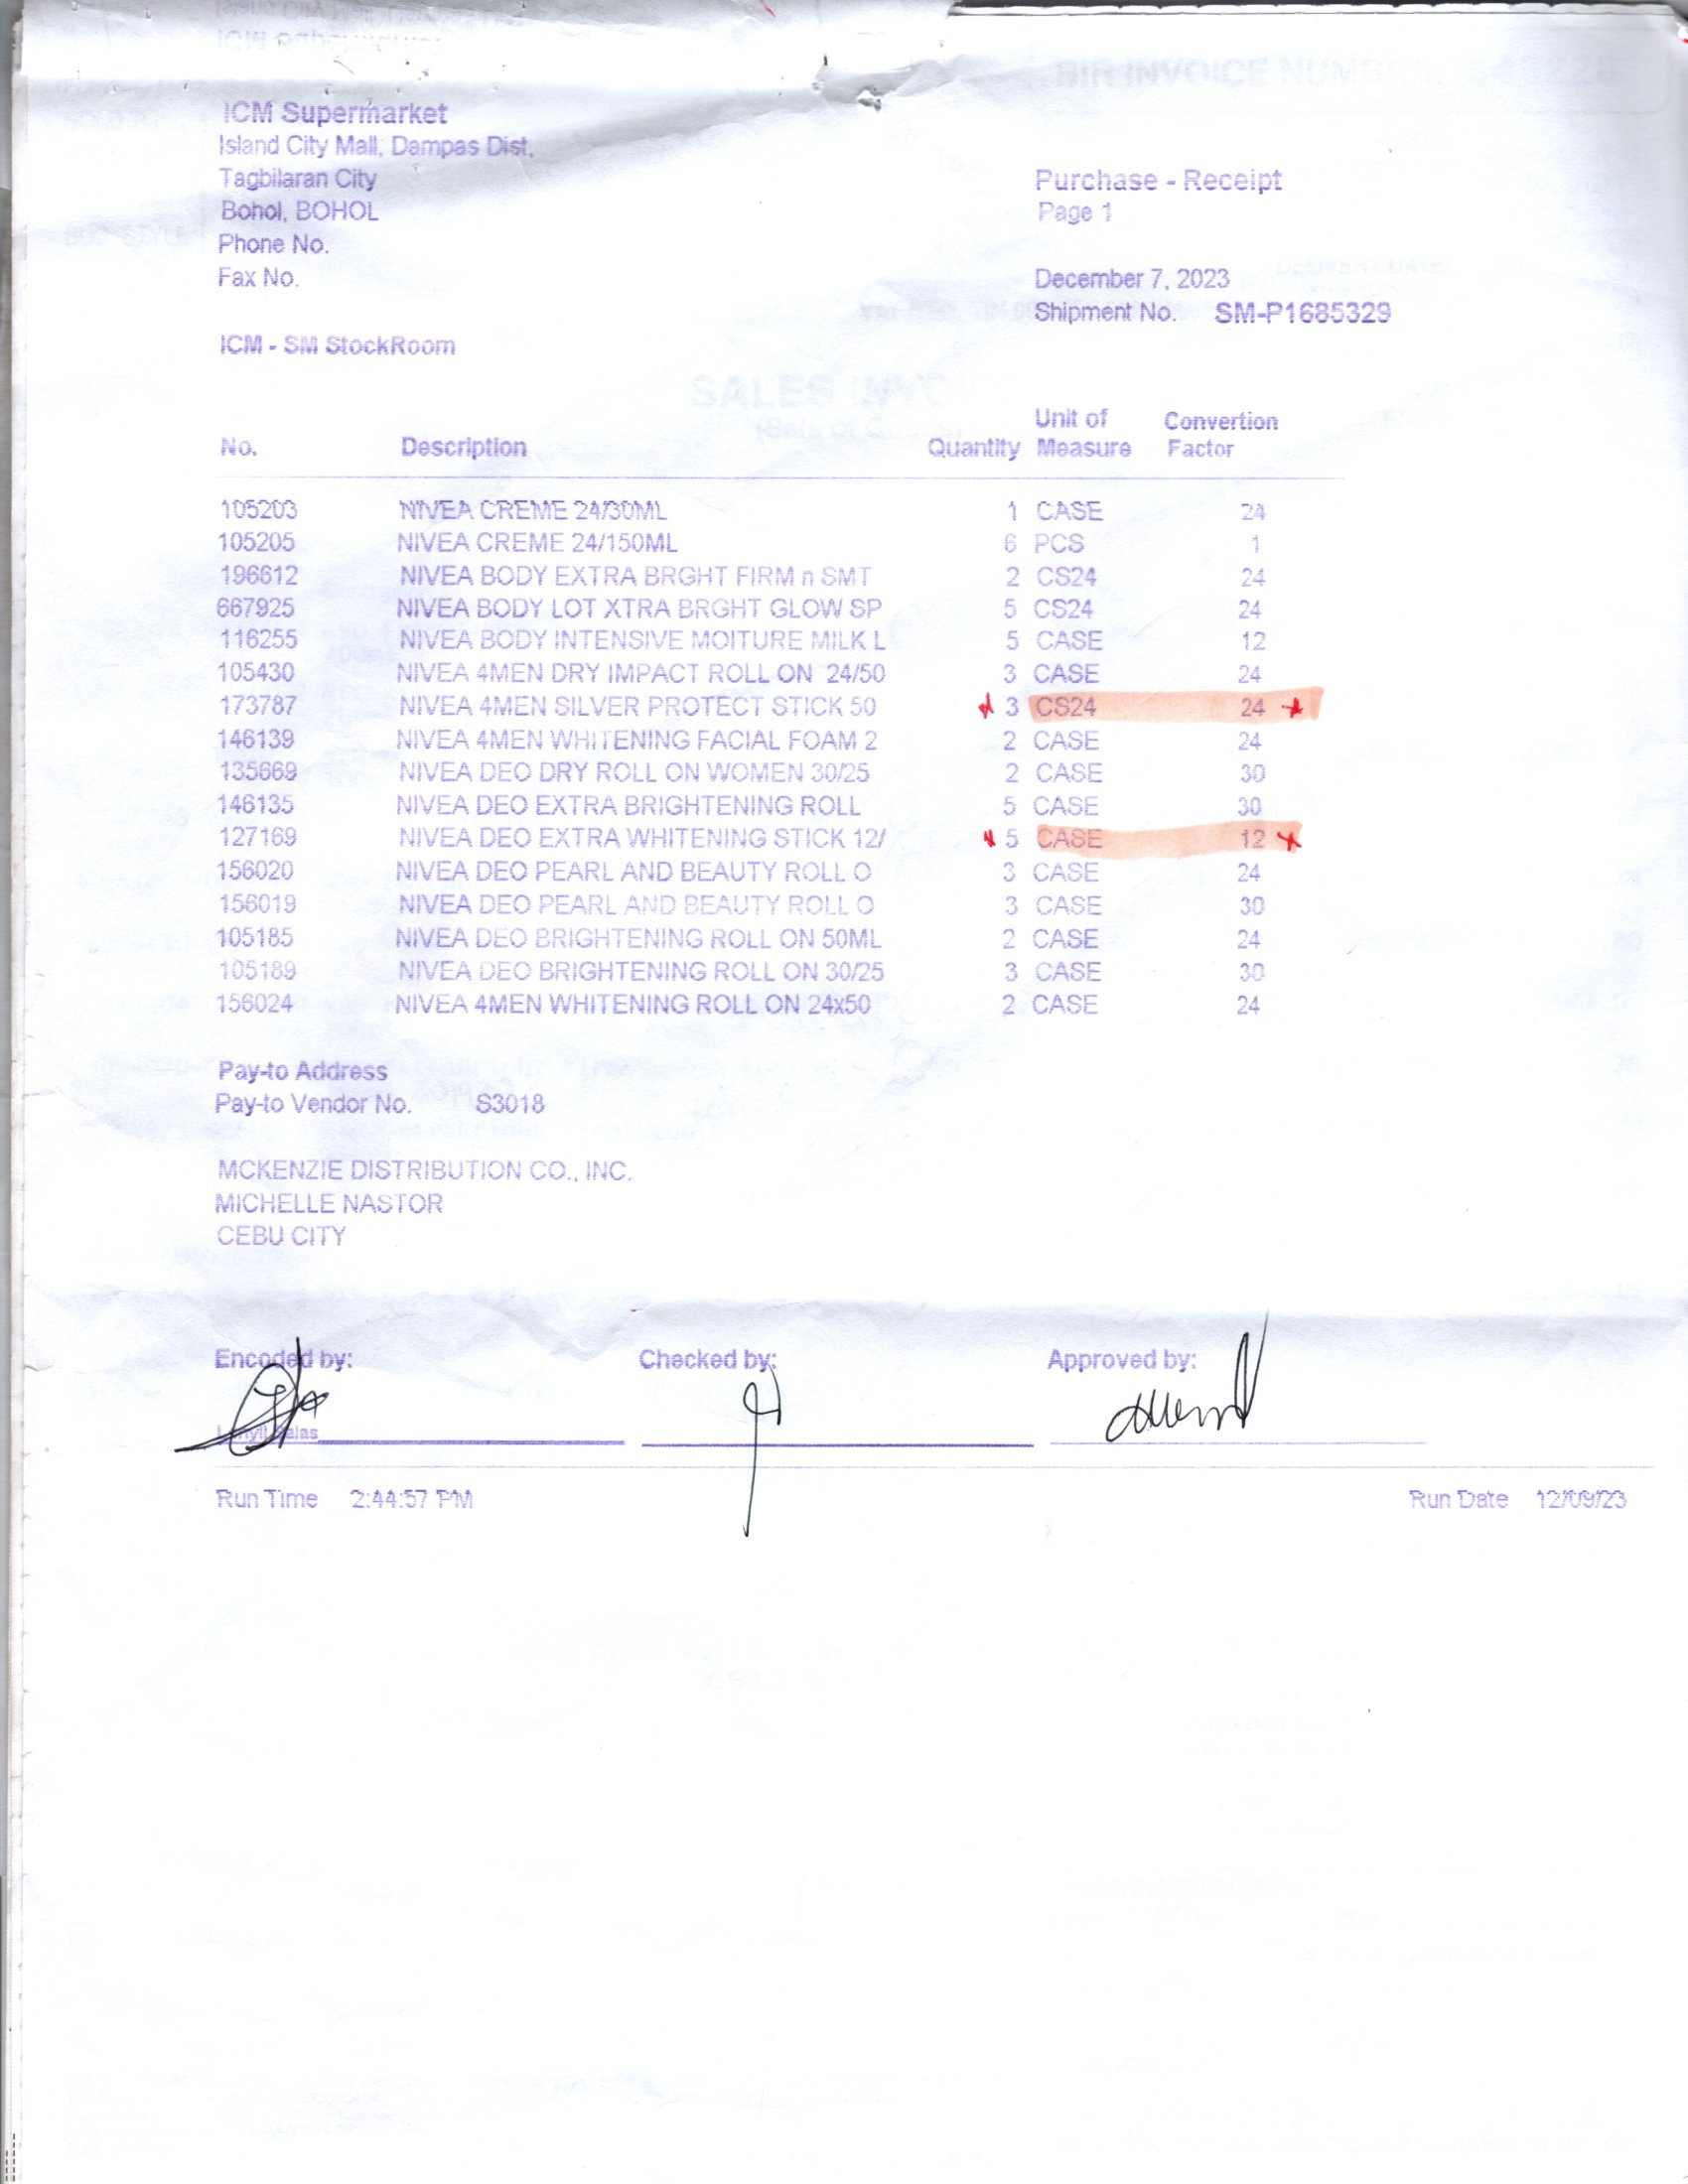 ICM Supermarket
Island City Mall, Dampas Dist,
Tagbilaran City
Bohol, BOHOL
Phone No.
Fax No.
Purchase - Receipt
Page 1
December 7, 2023
Shipment No. SM-P1685329
ICM - SM StockRoom
No. Description Quantity Unit of Measure Convertion Factor
105203 NIVEA CREME 24/30ML 1 CASE 24
105205 NIVEA CREME 24/150ML 6 PCS 1
196612 NIVEA BODY EXTRA BRGHT FIRM n SMT 2 CS24 24
667925 NIVEA BODY LOT XTRA BRGHT GLOW SP 5 CS24 24
116255 NIVEA BODY INTENSIVE MOITURE MILK L 5 CASE 12
105430 NIVEA 4MEN DRY IMPACT ROLL ON 24/50 3 CASE 24
173787 NIVEA 4MEN SILVER PROTECT STICK 50 3 CS24 24
146139 NIVEA 4MEN WHITENING FACIAL FOAM 2 2 CASE 24
135669 NIVEA DEO DRY ROLL ON WOMEN 30/25 2 CASE 30
146135 NIVEA DEO EXTRA BRIGHTENING ROLL 5 CASE 30
127169 NIVEA DEO EXTRA WHITENING STICK 12/ 5 CASE 12
156020 NIVEA DEO PEARL AND BEAUTY ROLL O 3 CASE 24
156019 NIVEA DEO PEARL AND BEAUTY ROLL O 3 CASE 30
105185 NIVEA DEO BRIGHTENING ROLL ON 50ML 2 CASE 24
105189 NIVEA DEO BRIGHTENING ROLL ON 30/25 3 CASE 30
156024 NIVEA 4MEN WHITENING ROLL ON 24x50 2 CASE 24
Pay-to Address
Pay-to Vendor No. S3018
MCKENZIE DISTRIBUTION CO., INC.
MICHELLE NASTOR
CEBU CITY
Encoded by: Checked by: Approved by:
Run Time 2:44:57 PM Run Date 12/09/23